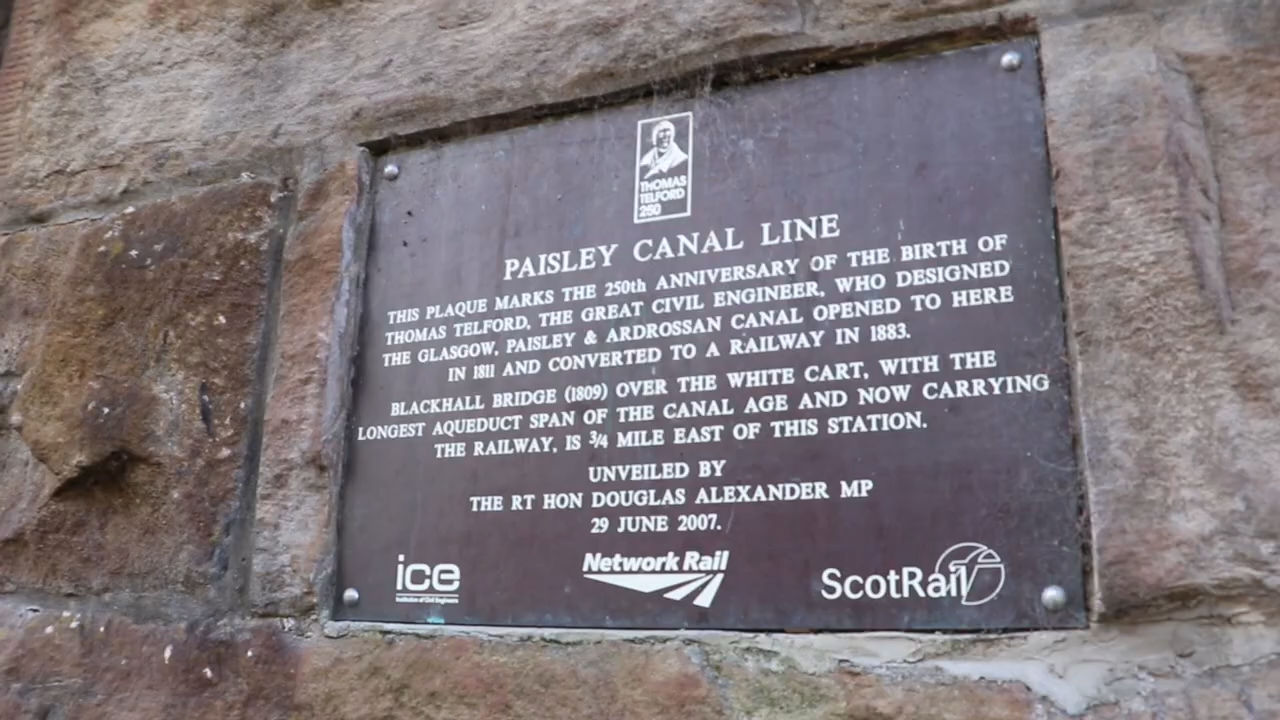 THOMAS
TELFORD
250
PAISLEY CANAL LINE
THIS PLAQUE MARKS THE 250th ANNIVERSARY OF THE BIRTH OF
THOMAS TELFORD, THE GREAT CIVIL ENGINEER, WHO DESIGNED
THE GLASGOW, PAISLEY & ARDROSSAN CANAL OPENED TO HERE
IN 1811 AND CONVERTED TO A RAILWAY IN 1883.
BLACKHALL BRIDGE (1809) OVER THE WHITE CART, WITH THE
LONGEST AQUEDUCT SPAN OF THE CANAL AGE AND NOW CARRYING
THE RAILWAY, IS 3/4 MILE EAST OF THIS STATION.
UNVEILED BY
THE RT HON DOUGLAS ALEXANDER MP
29 JUNE 2007.
ice
Institution of Civil Engineers
Network Rail
ScotRail